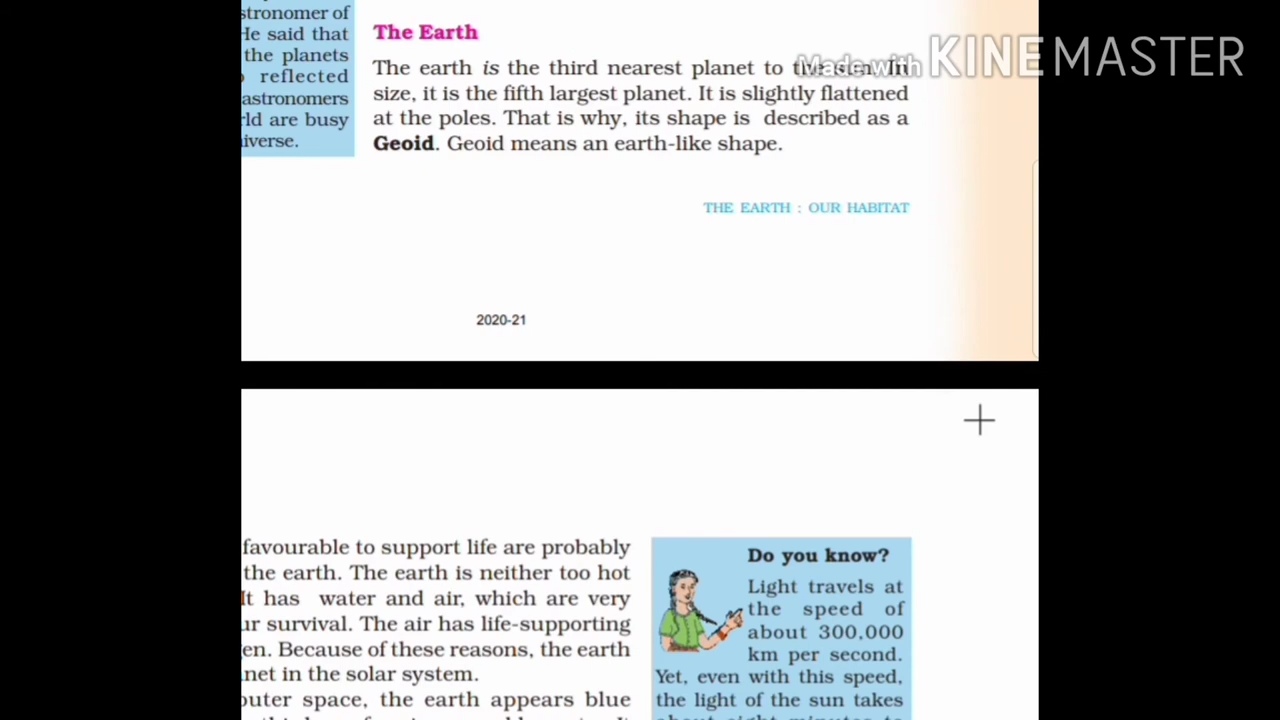 stronomer of
He said that
the planets
reflected
astronomers
rld are busy
iverse.
The Earth
The earth is the third nearest planet to the sun. In
size, it is the fifth largest planet. It is slightly flattened
at the poles. That is why, its shape is described as a
Geoid. Geoid means an earth-like shape.
Made with KINEMASTER
THE EARTH : OUR HABITAT
2020-21
favourable to support life are probably
the earth. The earth is neither too hot
It has water and air, which are very
ur survival. The air has life-supporting
en. Because of these reasons, the earth
net in the solar system.
outer space, the earth appears blue
Do you know?
Light travels at
the speed of
about 300,000
km per second.
Yet, even with this speed,
the light of the sun takes
about eight minutes to